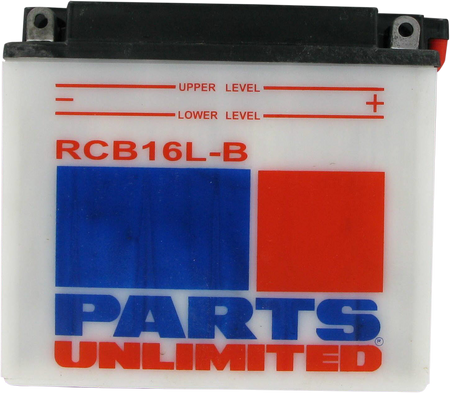 UPPER LEVEL
- +
LOWER LEVEL
RCB16L-B
PARTS
UNLIMITED®